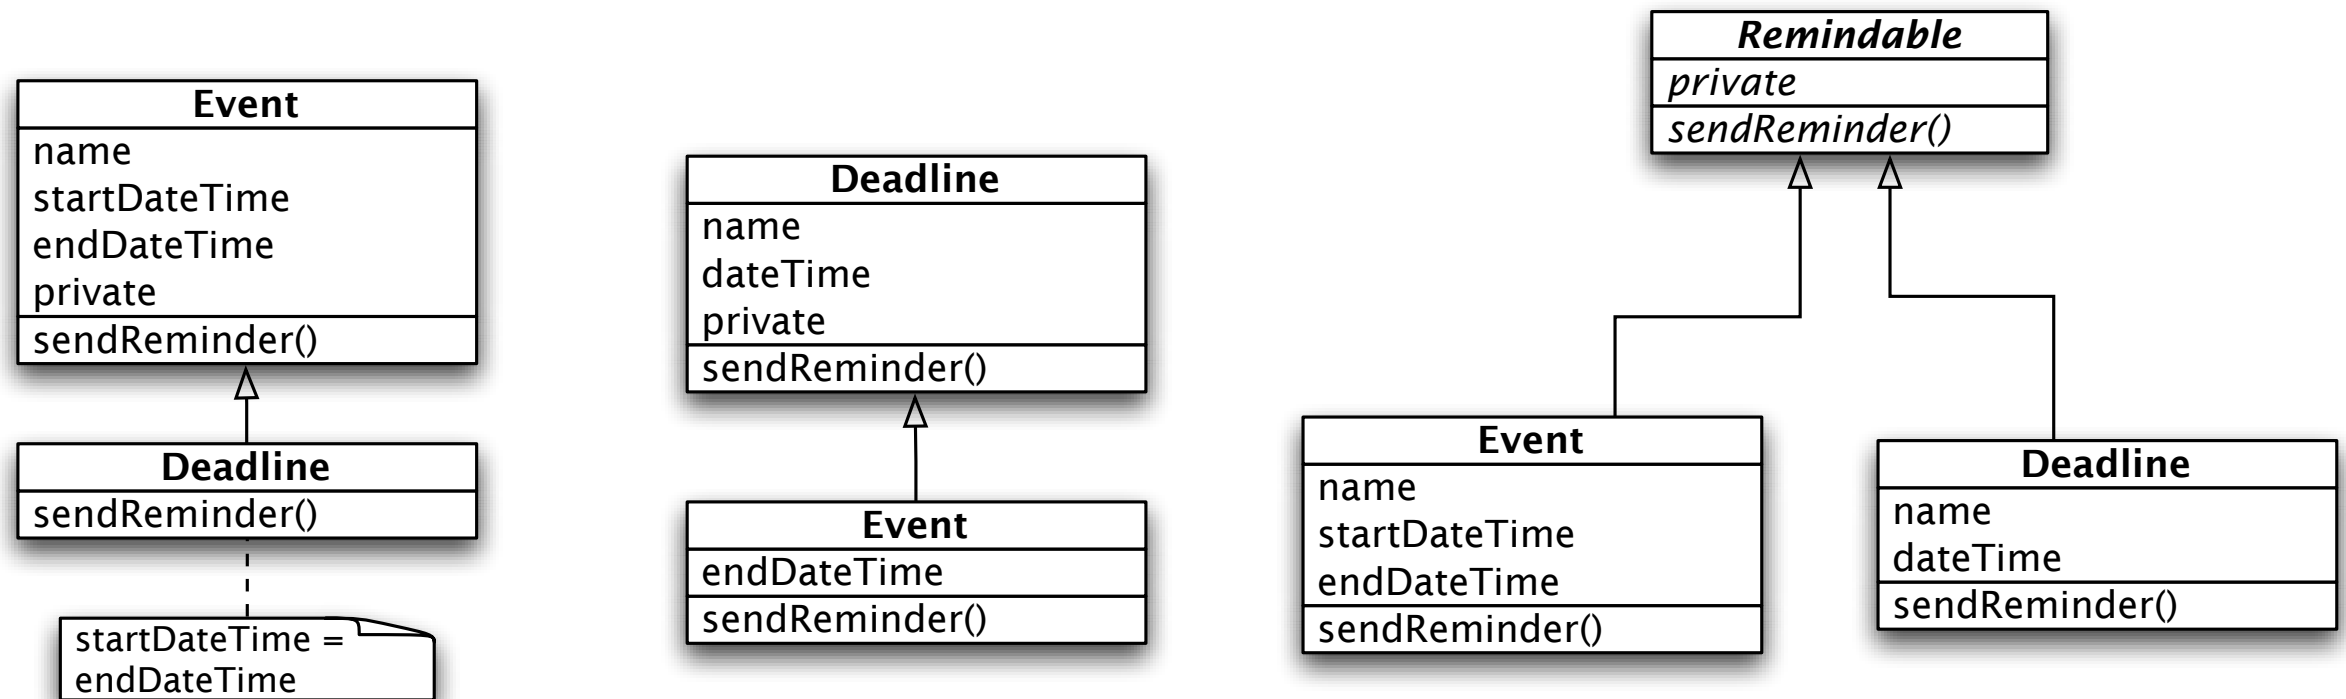 Event
name
startDateTime
endDateTime
private
sendReminder()
Deadline
sendReminder()
startDateTime =
endDateTime
Deadline
name
dateTime
private
sendReminder()
Event
endDateTime
sendReminder()
Remindable
private
sendReminder()
Event
name
startDateTime
endDateTime
sendReminder()
Deadline
name
dateTime
sendReminder()